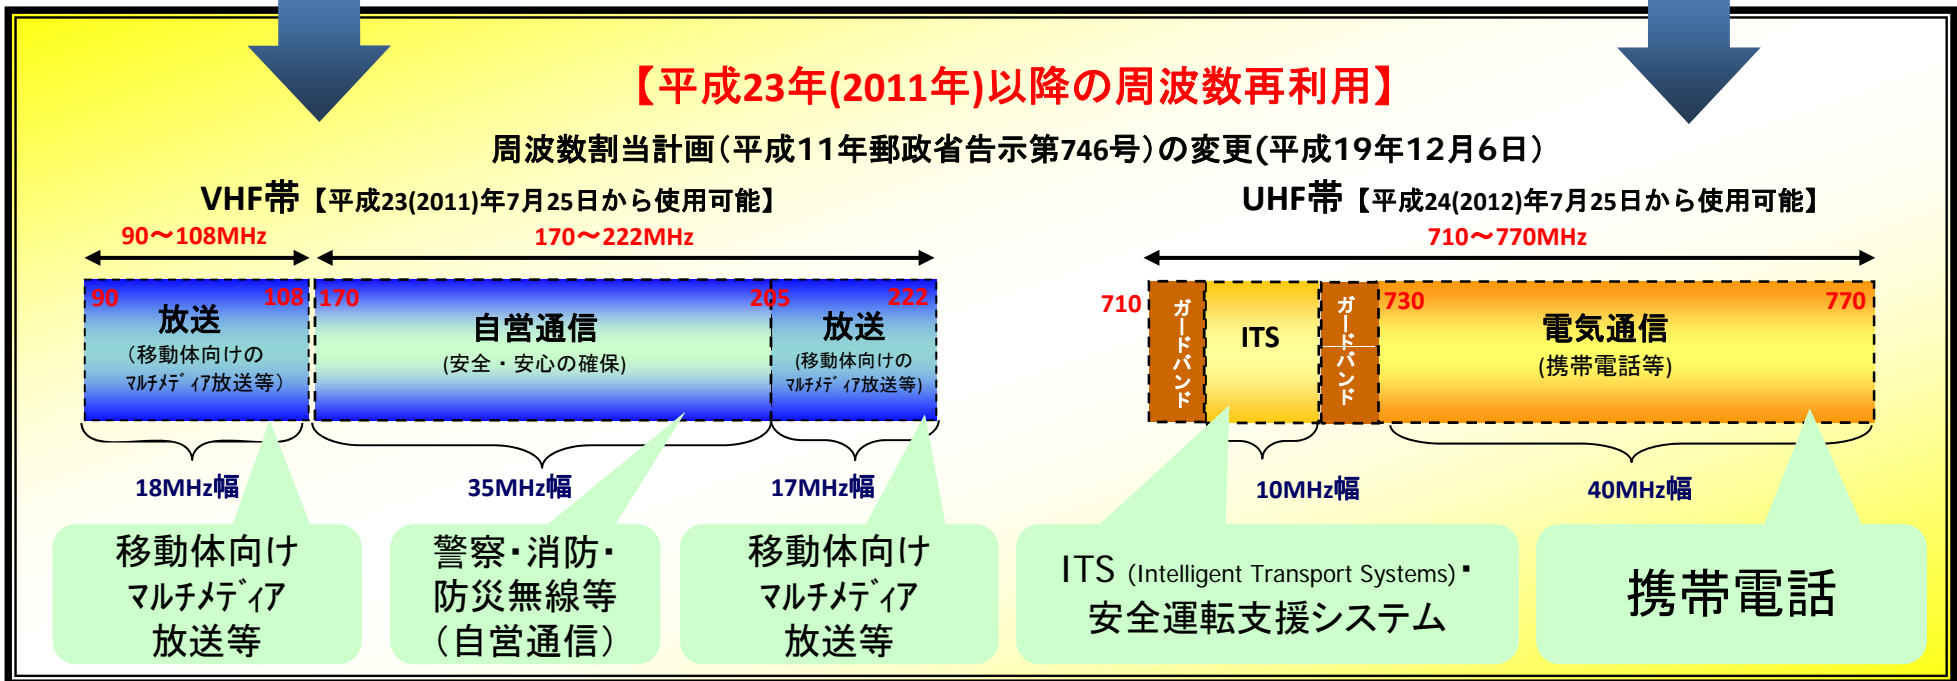 【平成23年(2011年)以降の周波数再利用】
周波数割当計画（平成11年郵政省告示第746号）の変更(平成19年12月6日）
VHF帯【平成23(2011)年7月25日から使用可能】
UHF帯【平成24(2012)年7月25日から使用可能】
90～108MHz
170～222MHz
710～770MHz
90
108
放送
（移動体向けの
ﾏﾙﾁﾒﾃﾞｨｱ放送等）
170
205
自営通信
(安全・安心の確保)
222
放送
(移動体向けの
ﾏﾙﾁﾒﾃﾞｨｱ放送等)
710
ガードバンド
ITS
ガードバンド
730
770
電気通信
(携帯電話等)
18MHz幅
35MHz幅
17MHz幅
10MHz幅
40MHz幅
移動体向け
ﾏﾙﾁﾒﾃﾞｨｱ
放送等
警察・消防・
防災無線等
（自営通信）
移動体向け
ﾏﾙﾁﾒﾃﾞｨｱ
放送等
ITS (Intelligent Transport Systems)・
安全運転支援システム
携帯電話